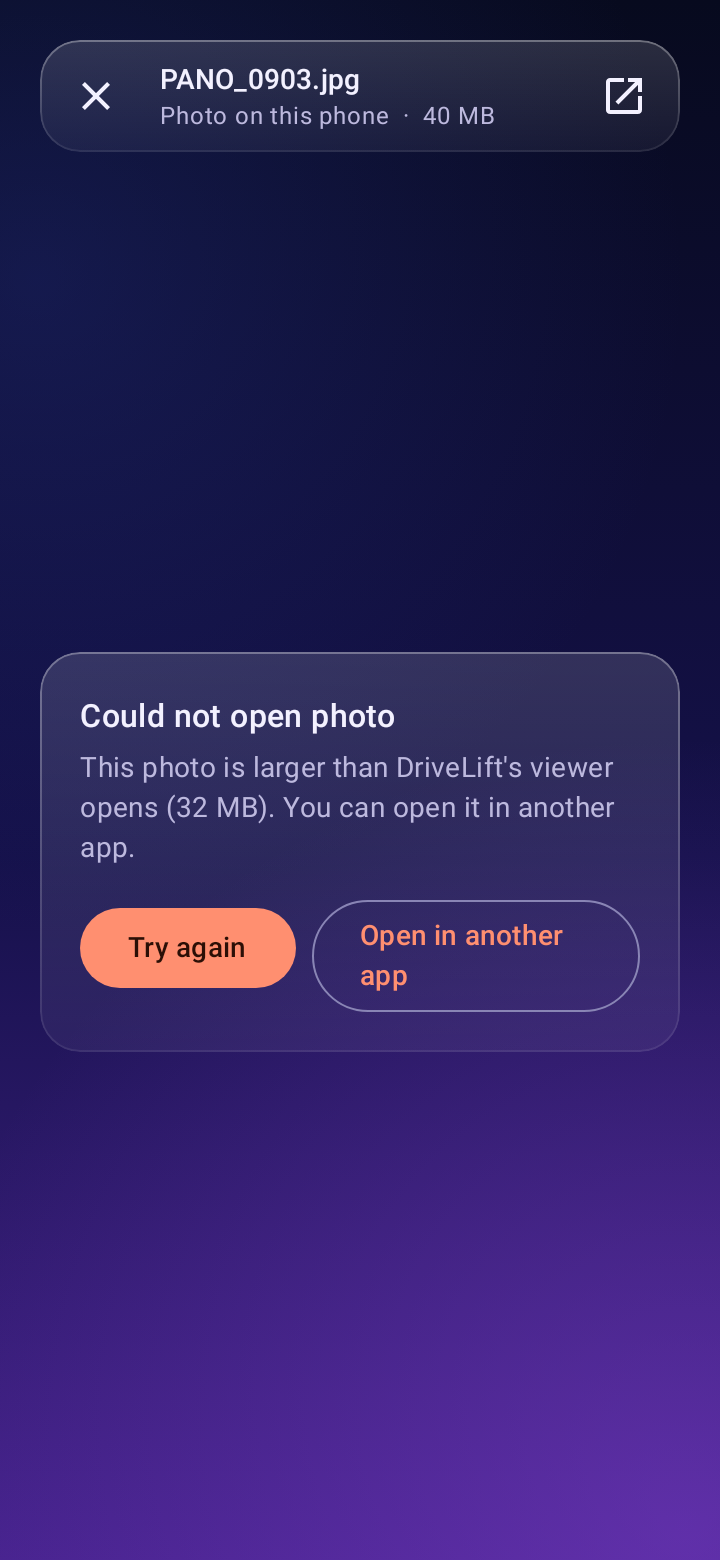 PANO_0903.jpg
Photo on this phone · 40 MB
Could not open photo
This photo is larger than DriveLift's viewer
opens (32 MB). You can open it in another
app.
Try again
Open in another
app